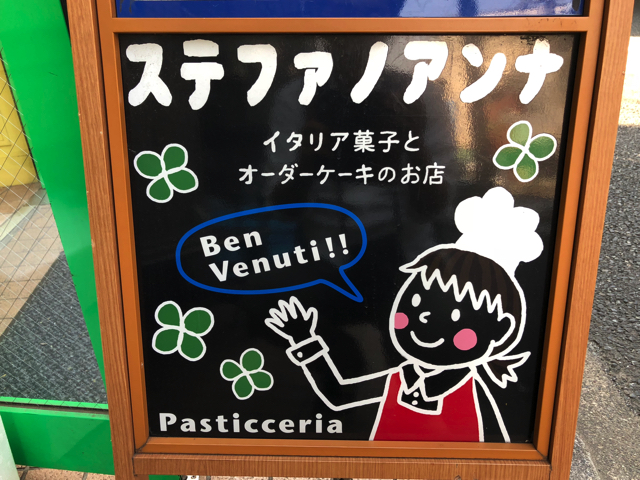 ステファノアンナ
イタリア菓子と
オーダーケーキのお店
Ben
Venuti!!
Pasticceria